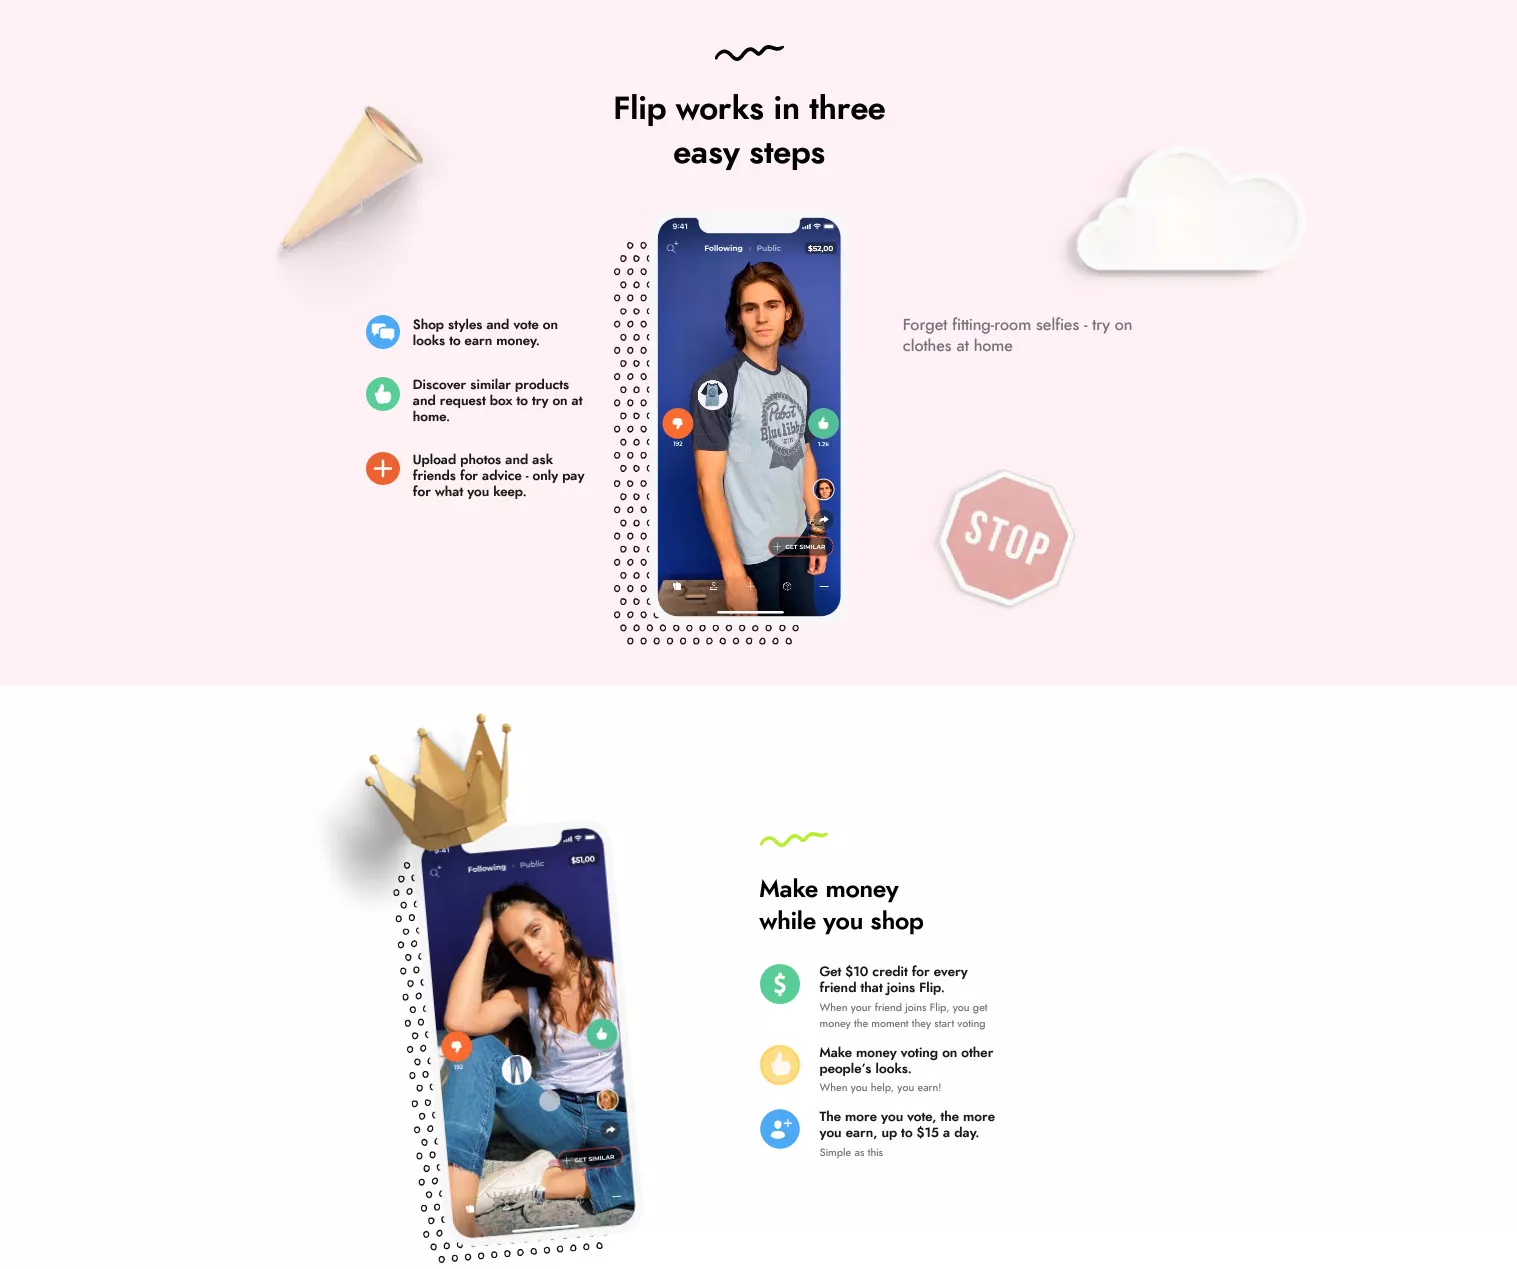 Flip works in three
easy steps
Shop styles and vote on
looks to earn money.
Discover similar products
and request box to try on at
home.
Upload photos and ask
friends for advice - only pay
for what you keep.
9:41
Following · Public
$52,00
Pabst
Blue Ribbon
192
1.2k
GET SIMILAR
Forget fitting-room selfies - try on
clothes at home
STOP
9:41
Following · Public
$51,00
192
GET SIMILAR
Make money
while you shop
Get $10 credit for every
friend that joins Flip.
When your friend joins Flip, you get
money the moment they start voting
Make money voting on other
people's looks.
When you help, you earn!
The more you vote, the more
you earn, up to $15 a day.
Simple as this